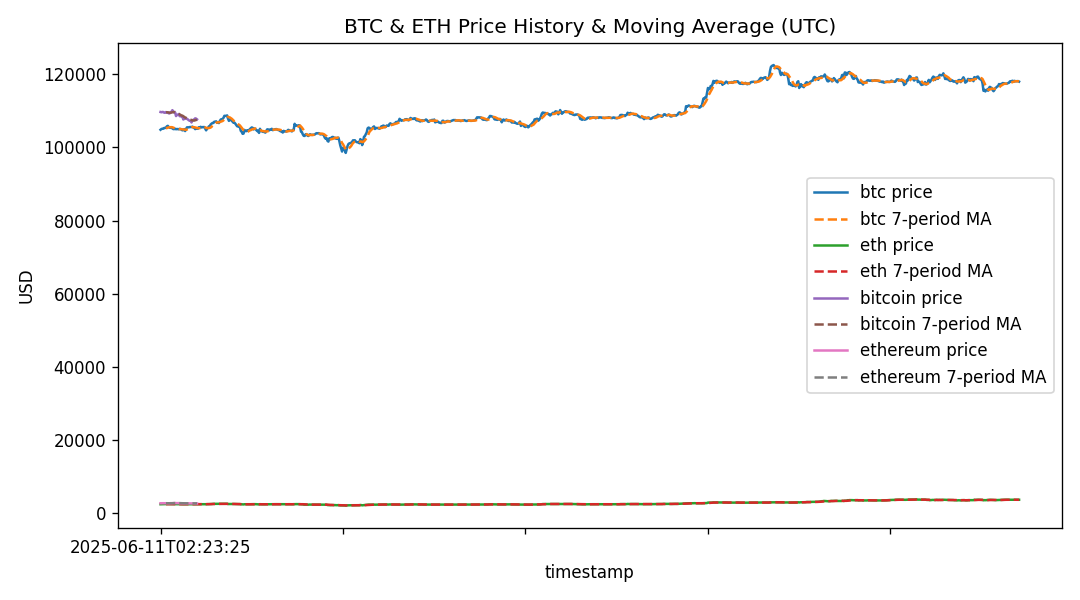 BTC & ETH Price History & Moving Average (UTC)
120000
100000
80000
60000
40000
20000
0
USD
btc price
btc 7-period MA
eth price
eth 7-period MA
bitcoin price
bitcoin 7-period MA
ethereum price
ethereum 7-period MA
2025-06-11T02:23:25
timestamp